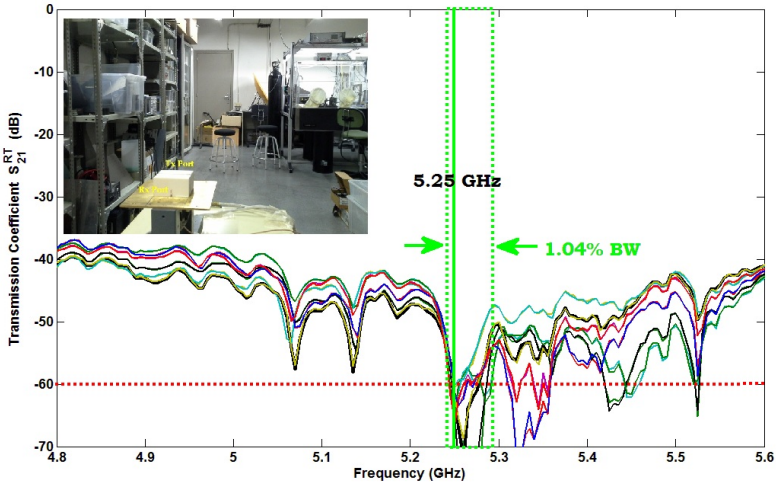 0
-10
-20
-30
-40
-50
-60
-70
Transmission Coefficient S21^RT (dB)
Tx Port
Rx Port
5.25 GHz
1.04% BW
4.8 4.9 5 5.1 5.2 5.3 5.4 5.5 5.6
Frequency (GHz)